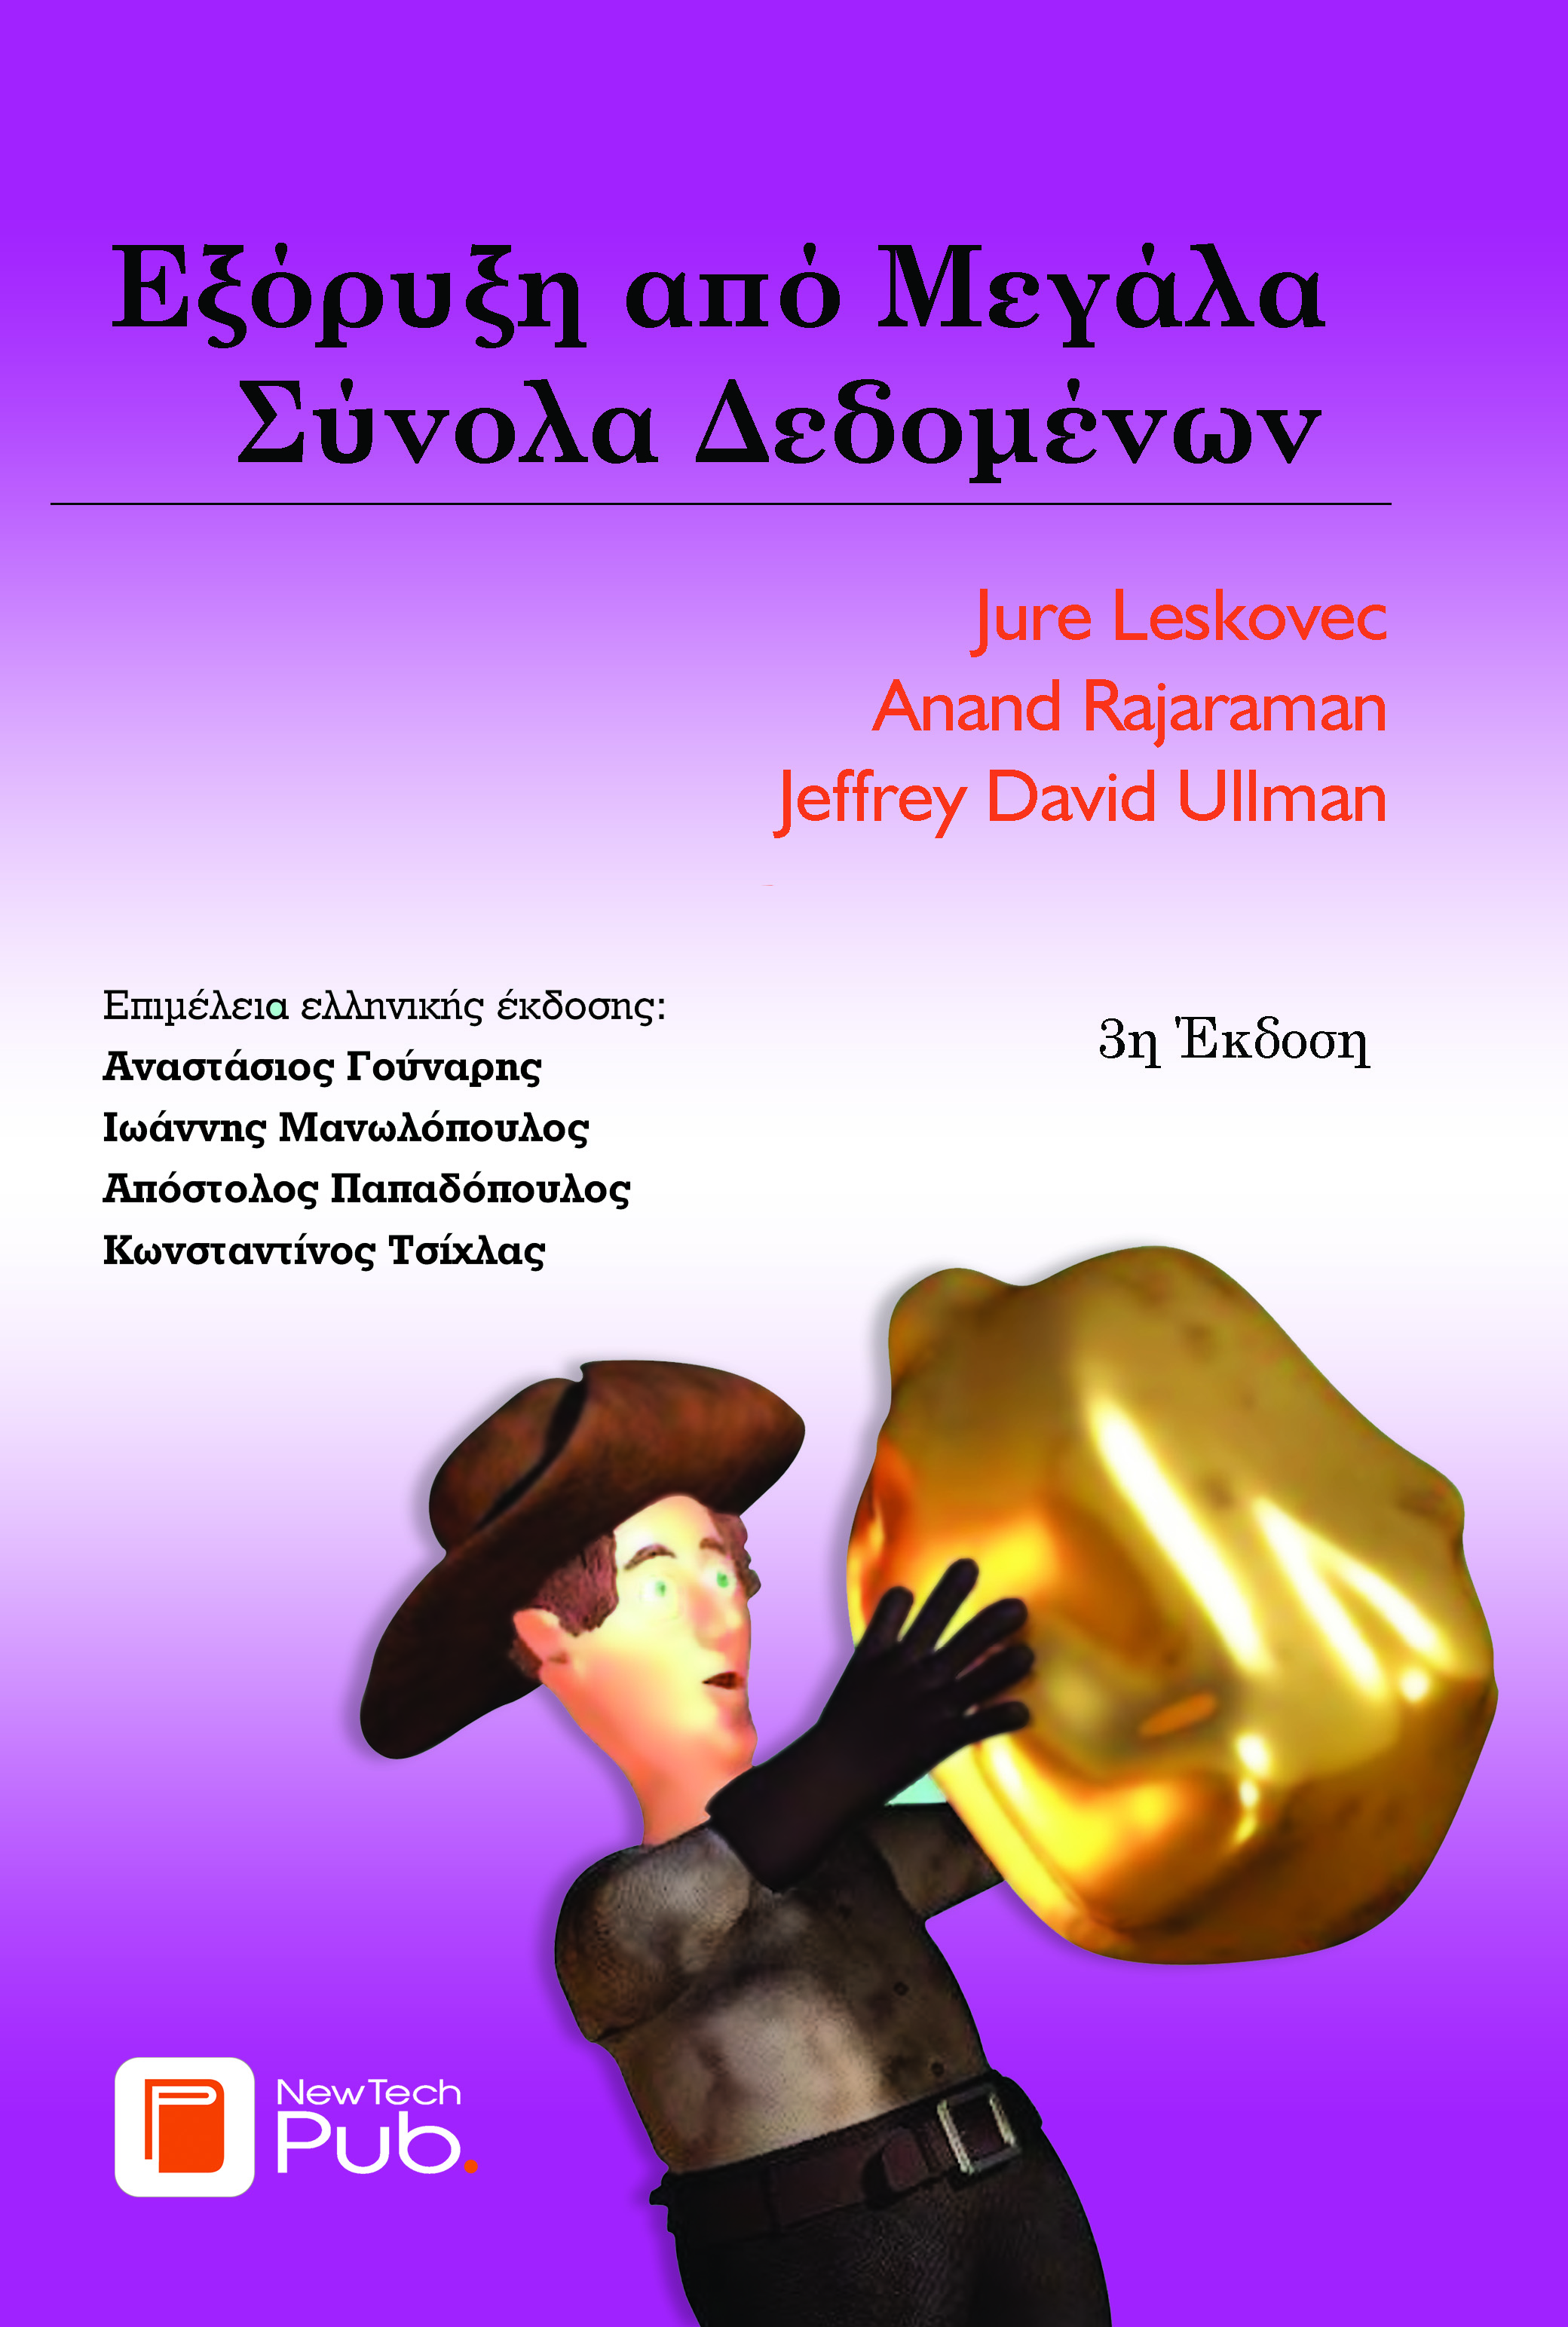 Εξόρυξη από Μεγάλα
Σύνολα Δεδομένων
Jure Leskovec
Anand Rajaraman
Jeffrey David Ullman
Επιμέλεια ελληνικής έκδοσης:
Αναστάσιος Γούναρης
Ιωάννης Μανωλόπουλος
Απόστολος Παπαδόπουλος
Κωνσταντίνος Τσίχλας
3η Έκδοση
NewTech
Pub.